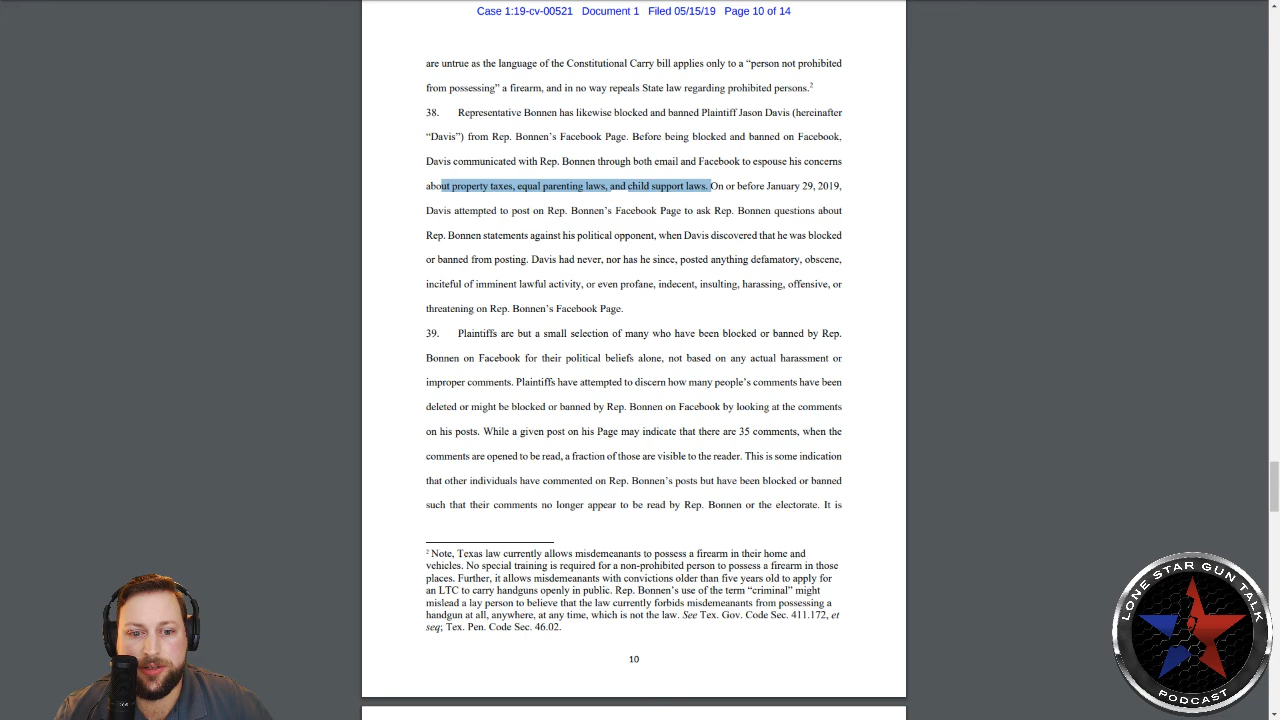 Case 1:19-cv-00521 Document 1 Filed 05/15/19 Page 10 of 14
are untrue as the language of the Constitutional Carry bill applies only to a “person not prohibited
from possessing” a firearm, and in no way repeals State law regarding prohibited persons.2
38. Representative Bonnen has likewise blocked and banned Plaintiff Jason Davis (hereinafter
“Davis”) from Rep. Bonnen’s Facebook Page. Before being blocked and banned on Facebook,
Davis communicated with Rep. Bonnen through both email and Facebook to espouse his concerns
about property taxes, equal parenting laws, and child support laws. On or before January 29, 2019,
Davis attempted to post on Rep. Bonnen’s Facebook Page to ask Rep. Bonnen questions about
Rep. Bonnen statements against his political opponent, when Davis discovered that he was blocked
or banned from posting. Davis had never, nor has he since, posted anything defamatory, obscene,
inciteful of imminent lawful activity, or even profane, indecent, insulting, harassing, offensive, or
threatening on Rep. Bonnen’s Facebook Page.
39. Plaintiffs are but a small selection of many who have been blocked or banned by Rep.
Bonnen on Facebook for their political beliefs alone, not based on any actual harassment or
improper comments. Plaintiffs have attempted to discern how many people’s comments have been
deleted or might be blocked or banned by Rep. Bonnen on Facebook by looking at the comments
on his posts. While a given post on his Page may indicate that there are 35 comments, when the
comments are opened to be read, a fraction of those are visible to the reader. This is some indication
that other individuals have commented on Rep. Bonnen’s posts but have been blocked or banned
such that their comments no longer appear to be read by Rep. Bonnen or the electorate. It is
2 Note, Texas law currently allows misdemeanants to possess a firearm in their home and
vehicles. No special training is required for a non-prohibited person to possess a firearm in those
places. Further, it allows misdemeanants with convictions older than five years old to apply for
an LTC to carry handguns openly in public. Rep. Bonnen’s use of the term “criminal” might
mislead a lay person to believe that the law currently forbids misdemeanants from possessing a
handgun at all, anywhere, at any time, which is not the law. See Tex. Gov. Code Sec. 411.172, et
seq; Tex. Pen. Code Sec. 46.02.
10
LONE STAR GUN TALK
PODCAST